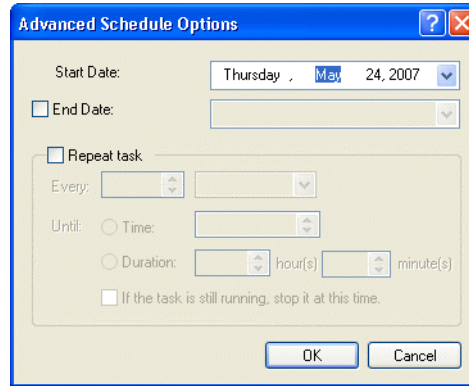 Advanced Schedule Options
Start Date: Thursday , May 24, 2007
End Date:
Repeat task
Every:
Until: Time:
Duration: hour(s) minute(s)
If the task is still running, stop it at this time.
OK Cancel